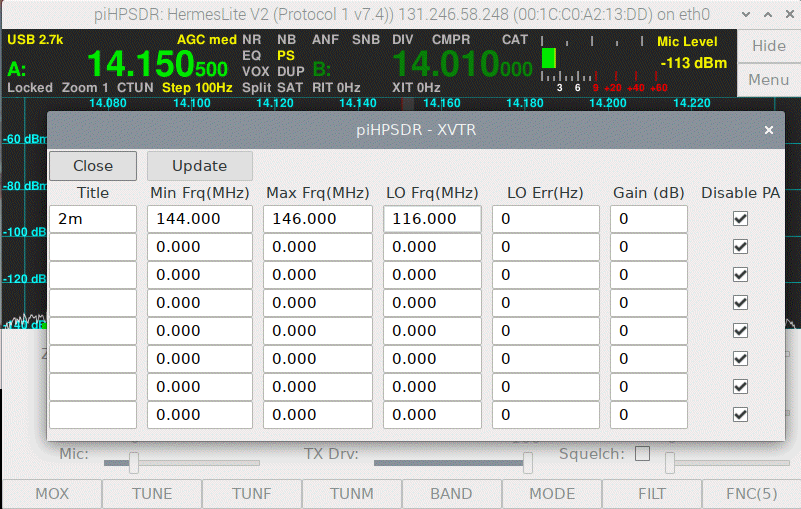 piHPSDR: HermesLite V2 (Protocol 1 v7.4)) 131.246.58.248 (00:1C:C0:A2:13:DD) on eth0
USB 2.7k AGC med NR NB ANF SNB DIV CMPR CAT Mic Level Hide
A: 14.150500 EQ PS B: 14.010000 -113 dBm
VOX DUP Menu
Locked Zoom 1 CTUN Step 100Hz Split SAT RIT 0Hz XIT 0Hz 3 6 9 +20 +40 +60
14.080 14.100 14.120 14.140 14.160 14.180 14.200 14.220
-60 dBm
-80 dBm
-100 dB
-120 dB
-140 dB
piHPSDR - XVTR ×
Close Update
Title Min Frq(MHz) Max Frq(MHz) LO Frq(MHz) LO Err(Hz) Gain (dB) Disable PA
2m 144.000 146.000 116.000 0 0
0.000 0.000 0.000 0 0
0.000 0.000 0.000 0 0
0.000 0.000 0.000 0 0
0.000 0.000 0.000 0 0
0.000 0.000 0.000 0 0
0.000 0.000 0.000 0 0
0.000 0.000 0.000 0 0
Mic: TX Drv: Squelch:
MOX TUNE TUNF TUNM BAND MODE FILT FNC(5)